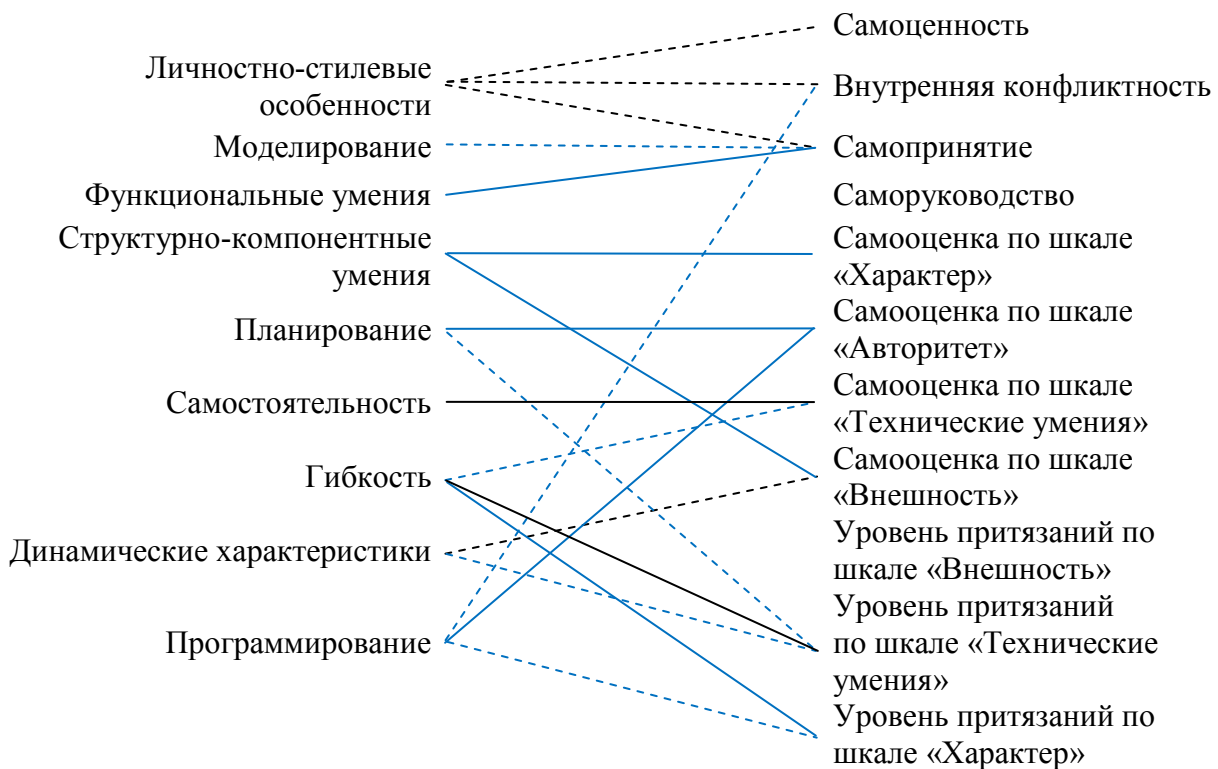 Личностно-стилевые
особенности
Моделирование
Функциональные умения
Структурно-компонентные
умения
Планирование
Самостоятельность
Гибкость
Динамические характеристики
Программирование
Самоценность
Внутренняя конфликтность
Самопринятие
Саморуководство
Самооценка по шкале
«Характер»
Самооценка по шкале
«Авторитет»
Самооценка по шкале
«Технические умения»
Самооценка по шкале
«Внешность»
Уровень притязаний по
шкале «Внешность»
Уровень притязаний
по шкале «Технические
умения»
Уровень притязаний по
шкале «Характер»